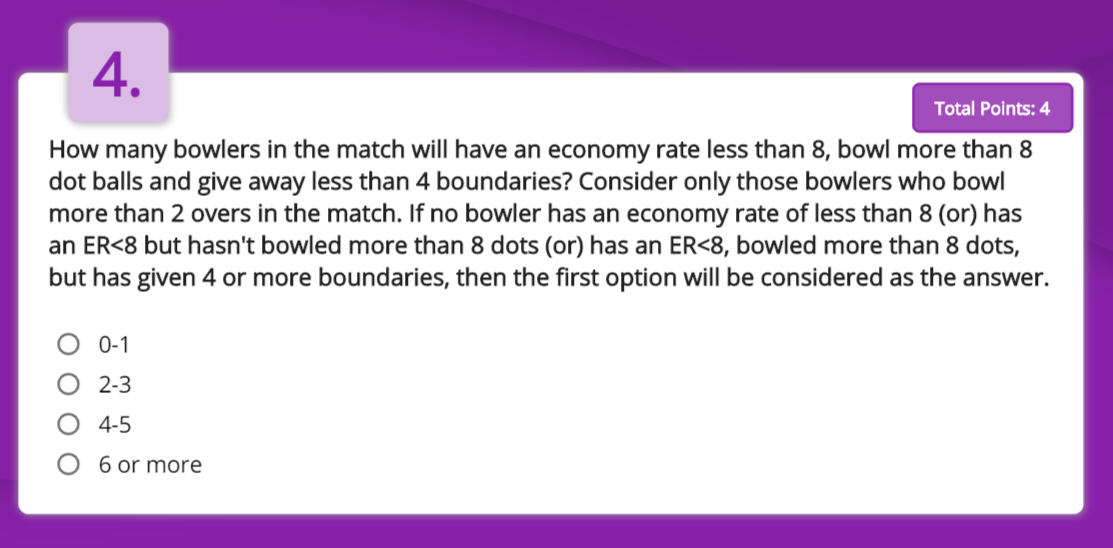 4.
Total Points: 4
How many bowlers in the match will have an economy rate less than 8, bowl more than 8
dot balls and give away less than 4 boundaries? Consider only those bowlers who bowl
more than 2 overs in the match. If no bowler has an economy rate of less than 8 (or) has
an ER<8 but hasn't bowled more than 8 dots (or) has an ER<8, bowled more than 8 dots,
but has given 4 or more boundaries, then the first option will be considered as the answer.
0-1
2-3
4-5
6 or more